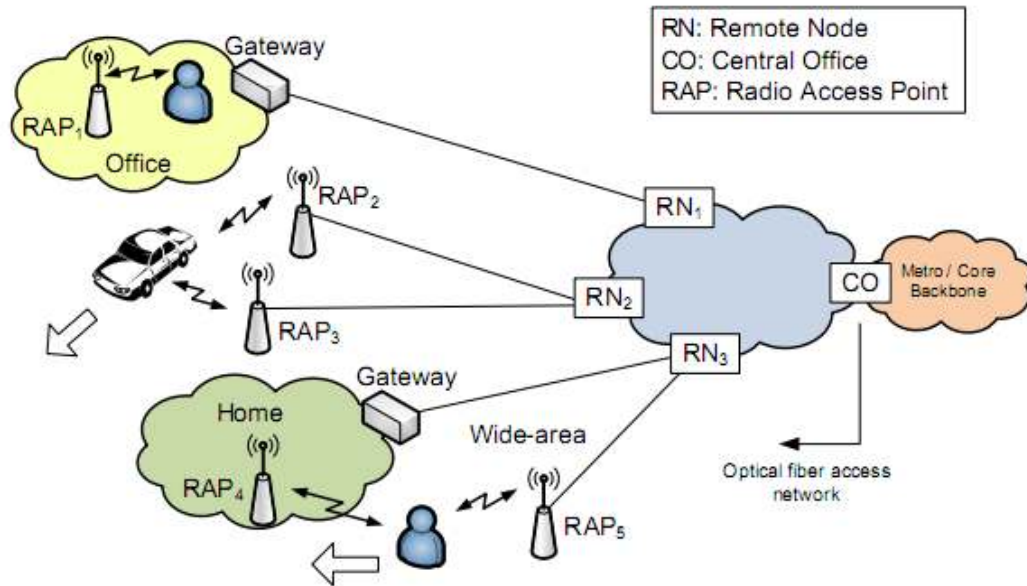 RN: Remote Node
CO: Central Office
RAP: Radio Access Point
Gateway
RAP₁
Office
RAP₂
RN₁
CO
Metro / Core
Backbone
RN₂
RAP₃
RN₃
Gateway
Home
Wide-area
RAP₄
RAP₅
Optical fiber access
network